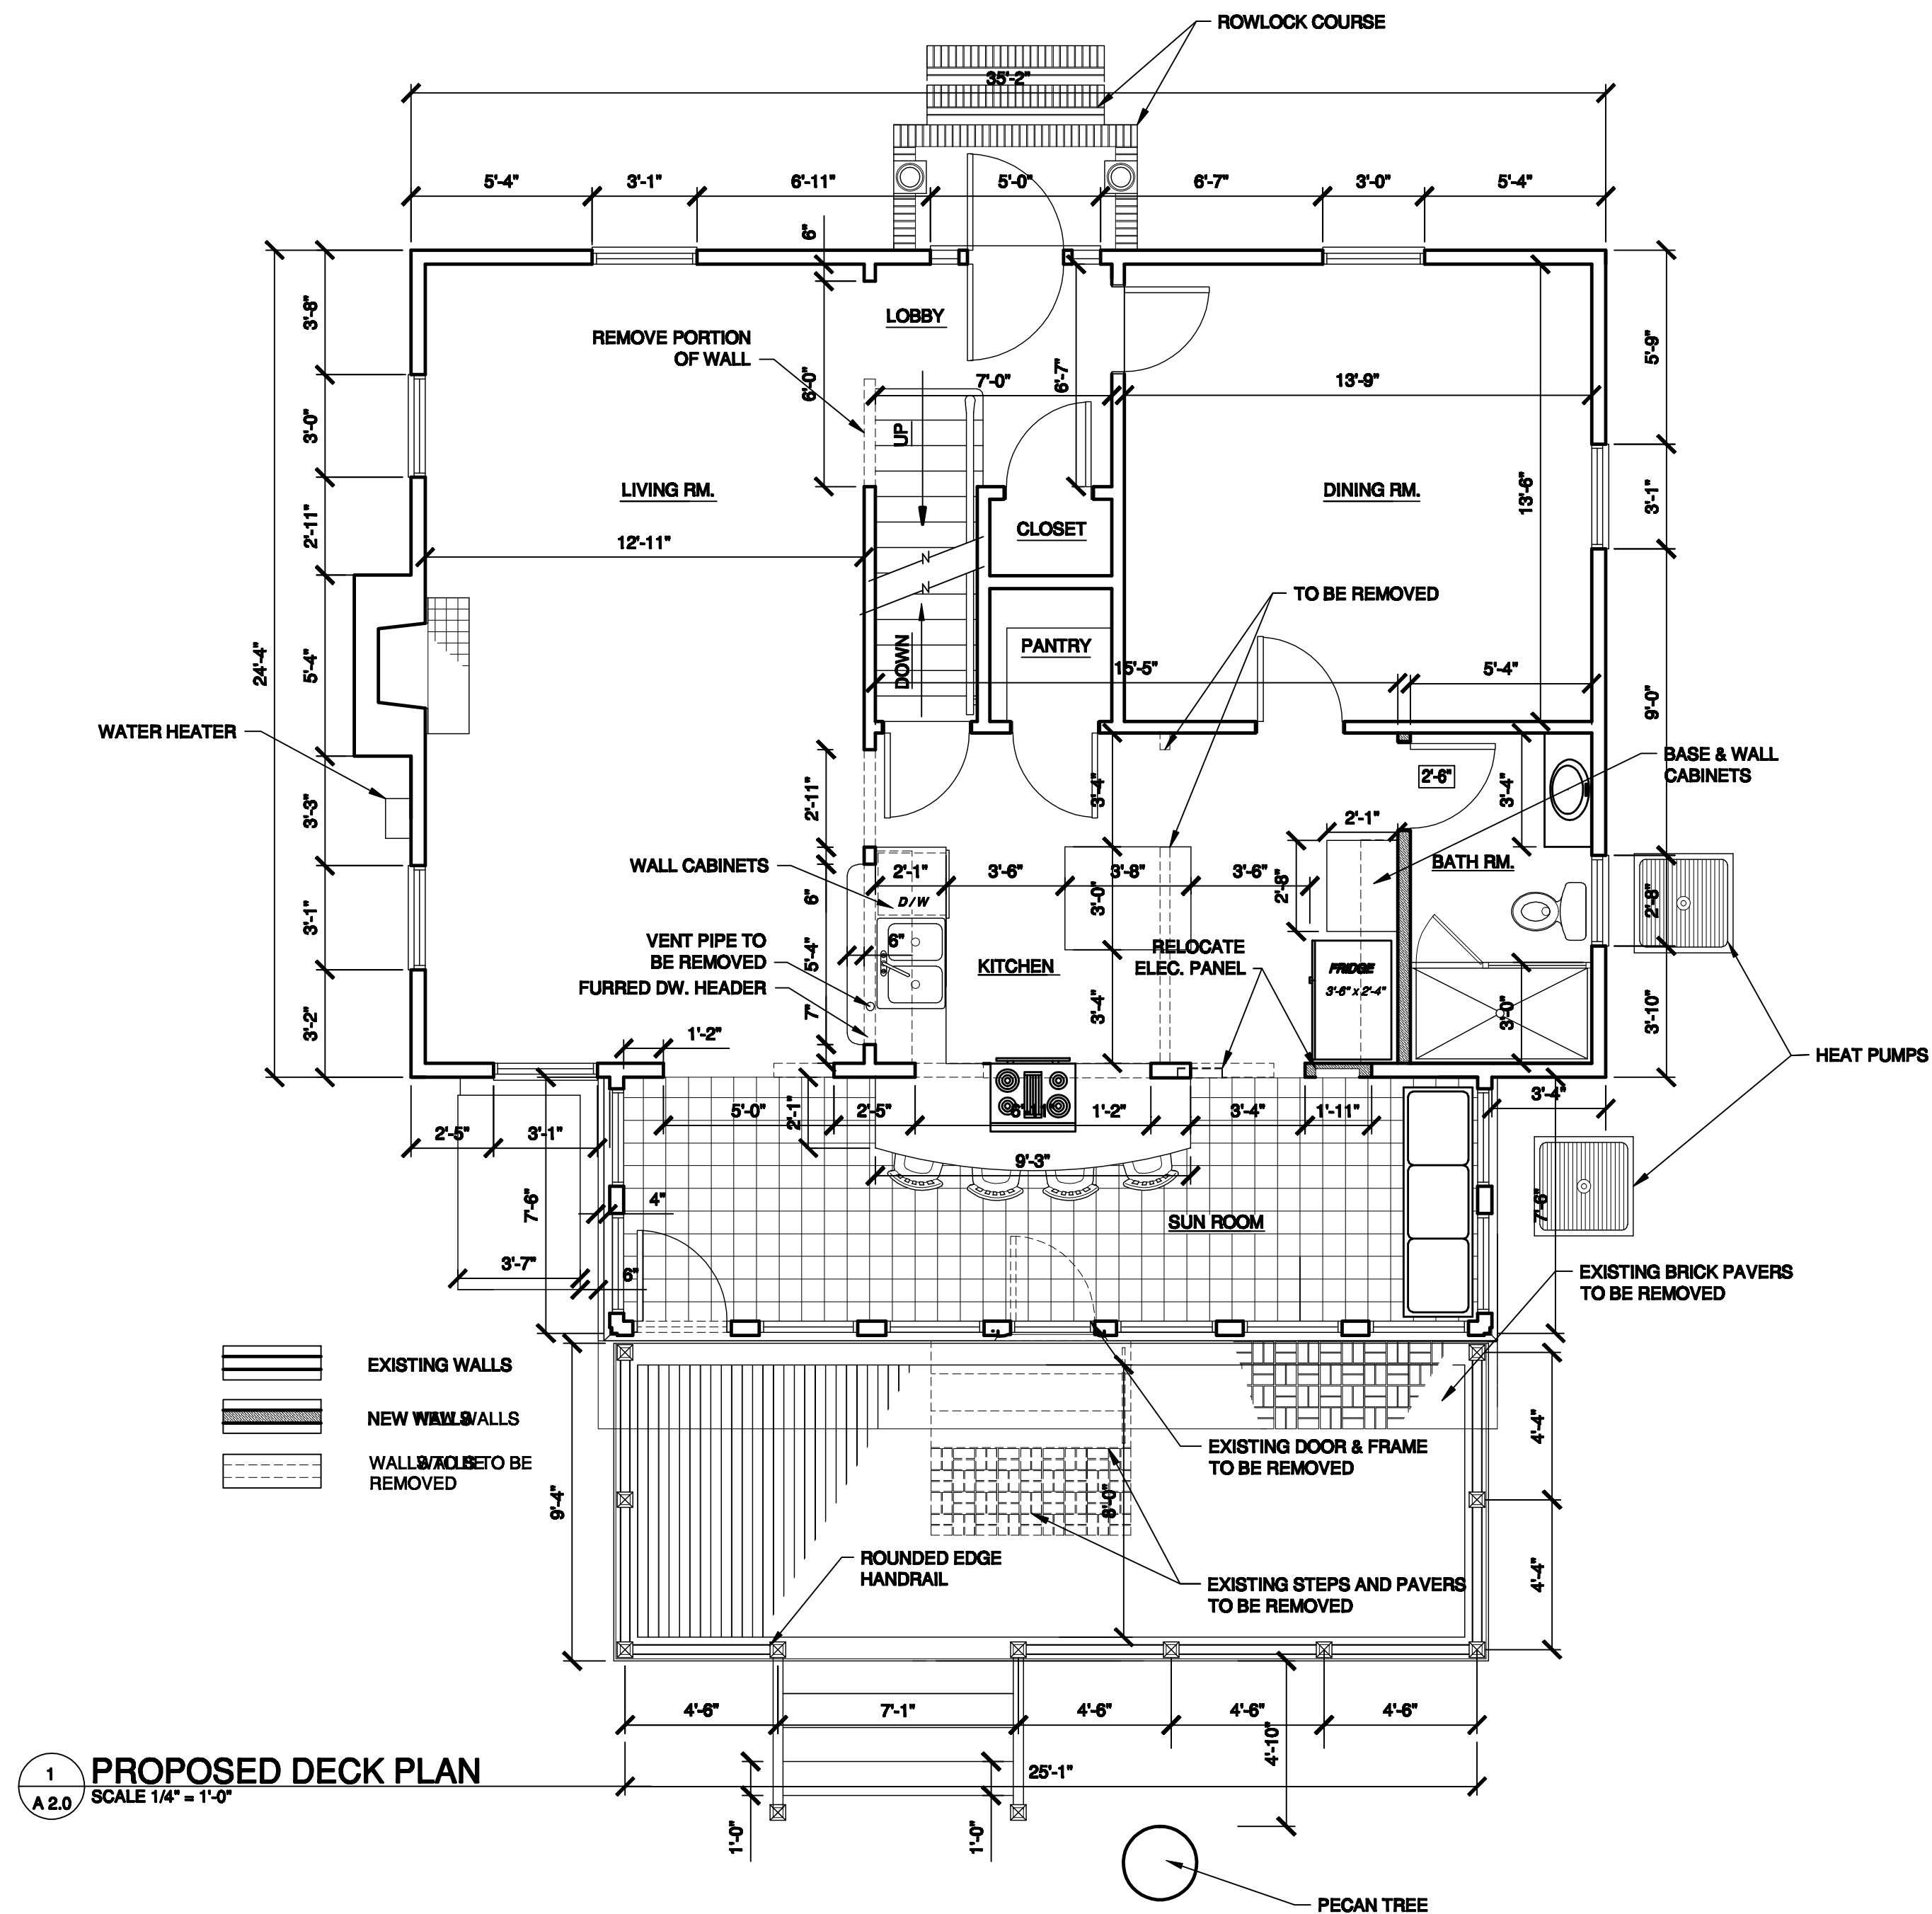 ROWLOCK COURSE
35'-2"
5'-4"
3'-1"
6'-11"
5'-0"
6'-7"
3'-0"
5'-4"
6"
3'-8"
LOBBY
REMOVE PORTION
OF WALL
6'-0"
7'-0"
6'-7"
13'-9"
5'-9"
3'-0"
UP
LIVING RM.
DINING RM.
13'-6"
3'-1"
2'-11"
12'-11"
CLOSET
N
N
TO BE REMOVED
24'-4"
5'-4"
DOWN
PANTRY
15'-5"
5'-4"
9'-0"
WATER HEATER
BASE & WALL
CABINETS
2'-6"
3'-3"
2'-11"
3'-4"
3'-4"
2'-1"
WALL CABINETS
2'-1"
3'-6"
3'-8"
3'-6"
BATH RM.
6"
D/W
3'-0"
2'-8"
2'-8"
3'-1"
VENT PIPE TO
BE REMOVED
5'-4"
6"
RELOCATE
ELEC. PANEL
KITCHEN
FRIDGE
3'-6" x 2'-4"
FURRED DW. HEADER
7"
3'-4"
3'-0"
3'-10"
3'-2"
1'-2"
HEAT PUMPS
5'-0"
2'-1"
2'-5"
6'-11"
1'-2"
3'-4"
1'-11"
3'-4"
2'-5"
3'-1"
9'-3"
7'-6"
4"
SUN ROOM
7'-6"
3'-7"
6"
EXISTING BRICK PAVERS
TO BE REMOVED
EXISTING WALLS
NEW WALLS
NEW WALLS
WALLS TO BE
WALLS TO BE
REMOVED
4'-4"
EXISTING DOOR & FRAME
TO BE REMOVED
9'-4"
8'-0"
ROUNDED EDGE
HANDRAIL
4'-4"
EXISTING STEPS AND PAVERS
TO BE REMOVED
4'-6"
7'-1"
4'-6"
4'-6"
4'-6"
4'-10"
1
A 2.0
PROPOSED DECK PLAN
SCALE 1/4" = 1'-0"
25'-1"
1'-0"
1'-0"
PECAN TREE